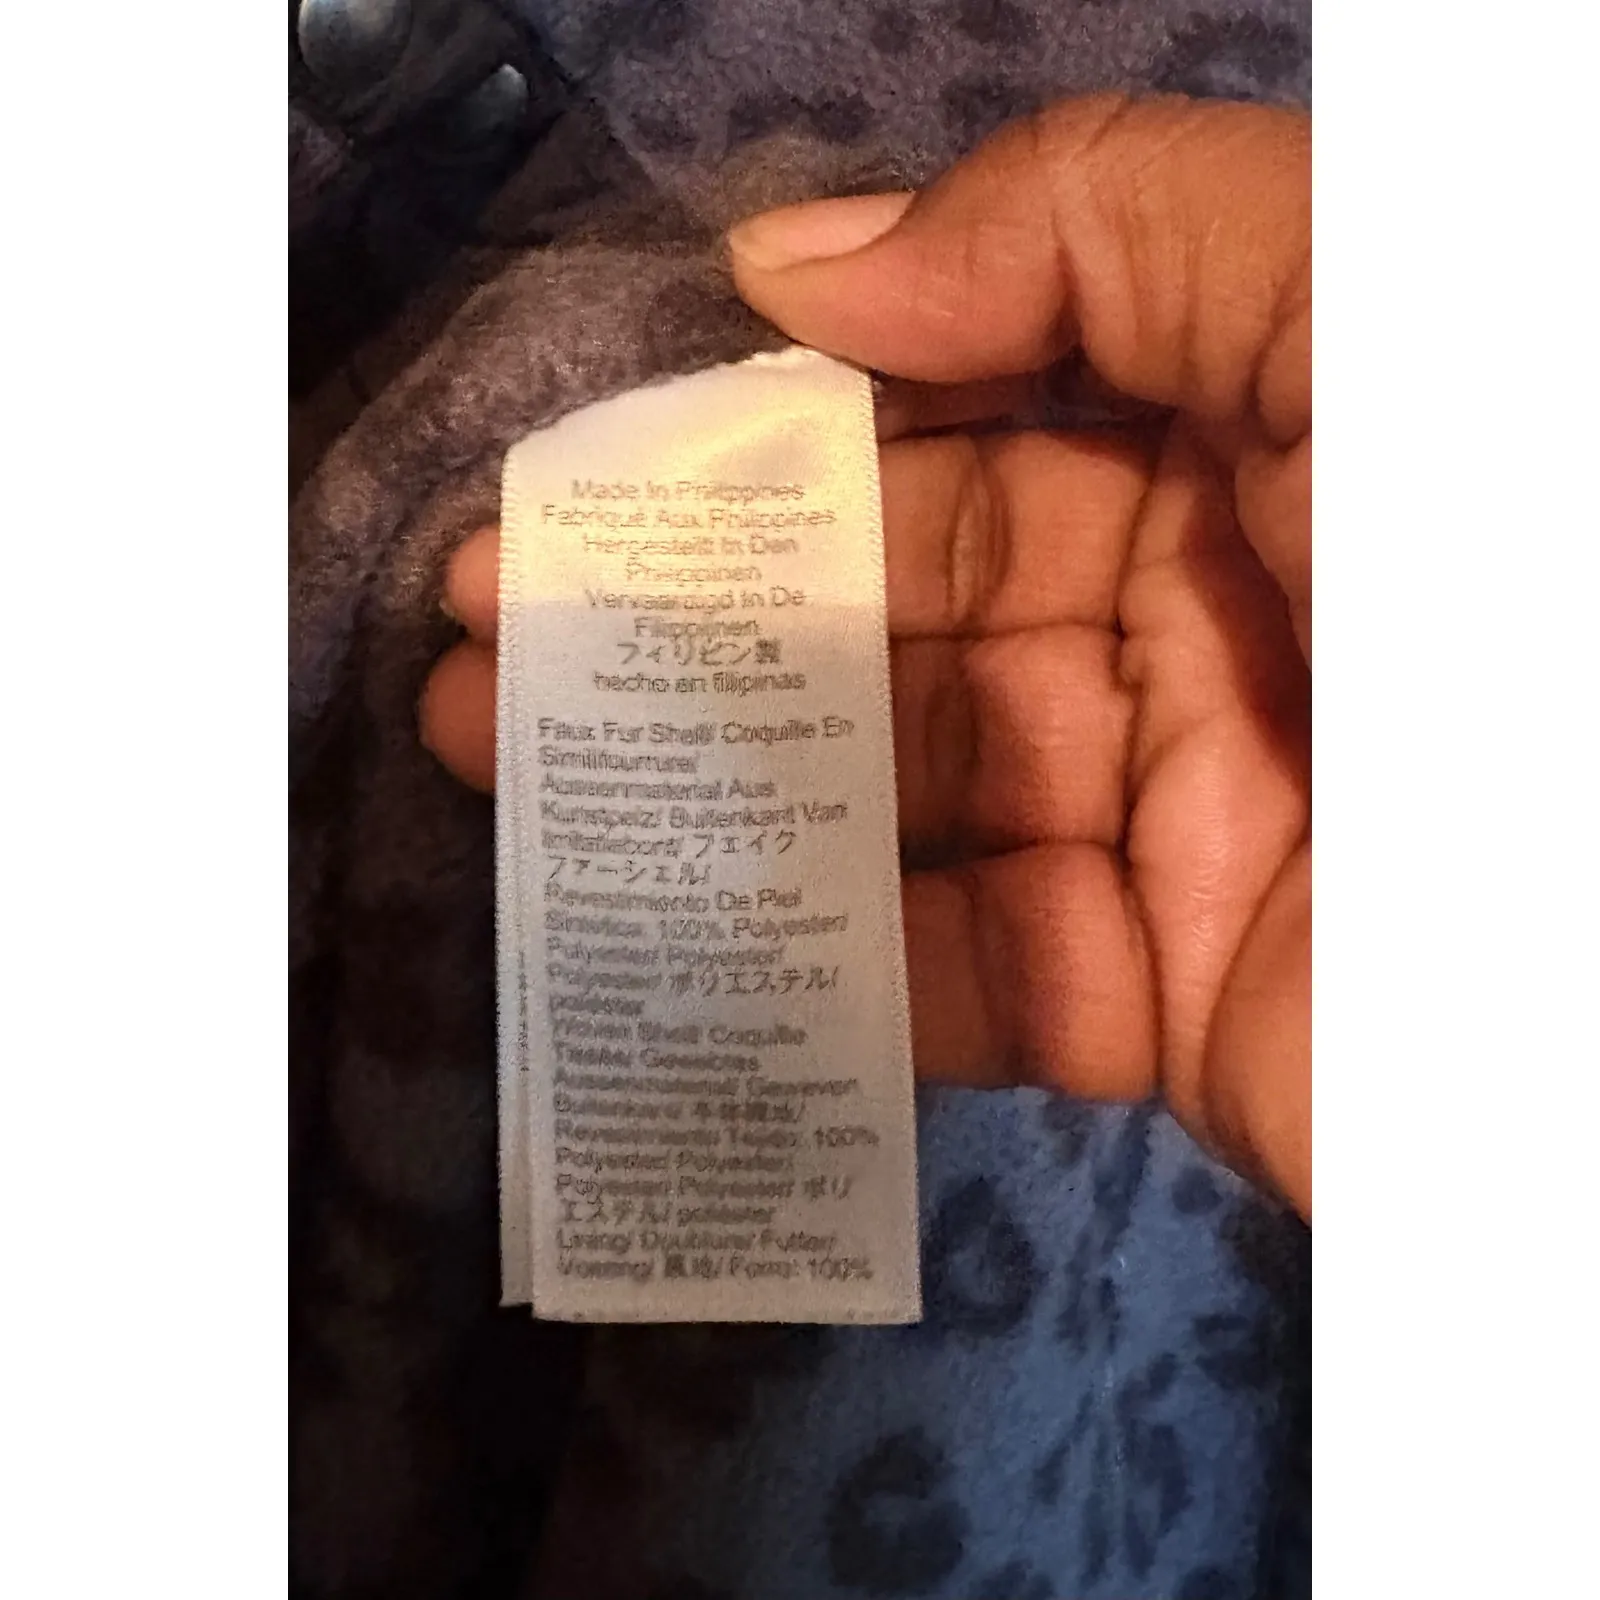 Made In Philippines
Fabriqué Aux Philippines
Hergestellt In Den
Philippinen
Vervaardigd In De
Filippijnen
フィリピン製
hecho en filipinas
Faux Fur Shell/ Coquille En
Similifourrure/
Aussenmaterial Aus
Kunstpelz/ Buitenkant Van
Imitatiebont/ フェイク
ファーシェル/
Revestimiento De Piel
Sintetica: 100% Polyester/
Polyester/ Polyester/
Polyester/ ポリエステル/
poliéster
Woven Shell/ Coquille
Tissée/ Gewebtes
Aussenmaterial/ Geweven
Buitenkant/
Revestimiento Tejido: 100%
Polyester/ Polyester/
Polyester/ Polyester/ ポリ
エステル/ poliéster
Lining/ Doublure/ Futter/
Voering/ 裏地/ Forro: 100%